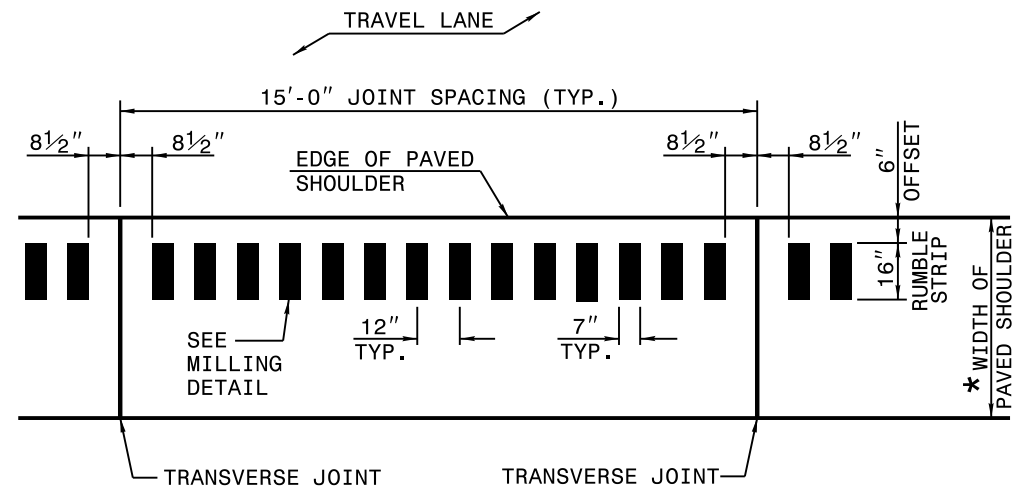 TRAVEL LANE
15'-0" JOINT SPACING (TYP.)
8½"
8½"
8½"
8½"
EDGE OF PAVED
SHOULDER
6"
OFFSET
16"
RUMBLE
STRIP
* WIDTH OF
PAVED SHOULDER
SEE
MILLING
DETAIL
12"
TYP.
7"
TYP.
TRANSVERSE JOINT
TRANSVERSE JOINT